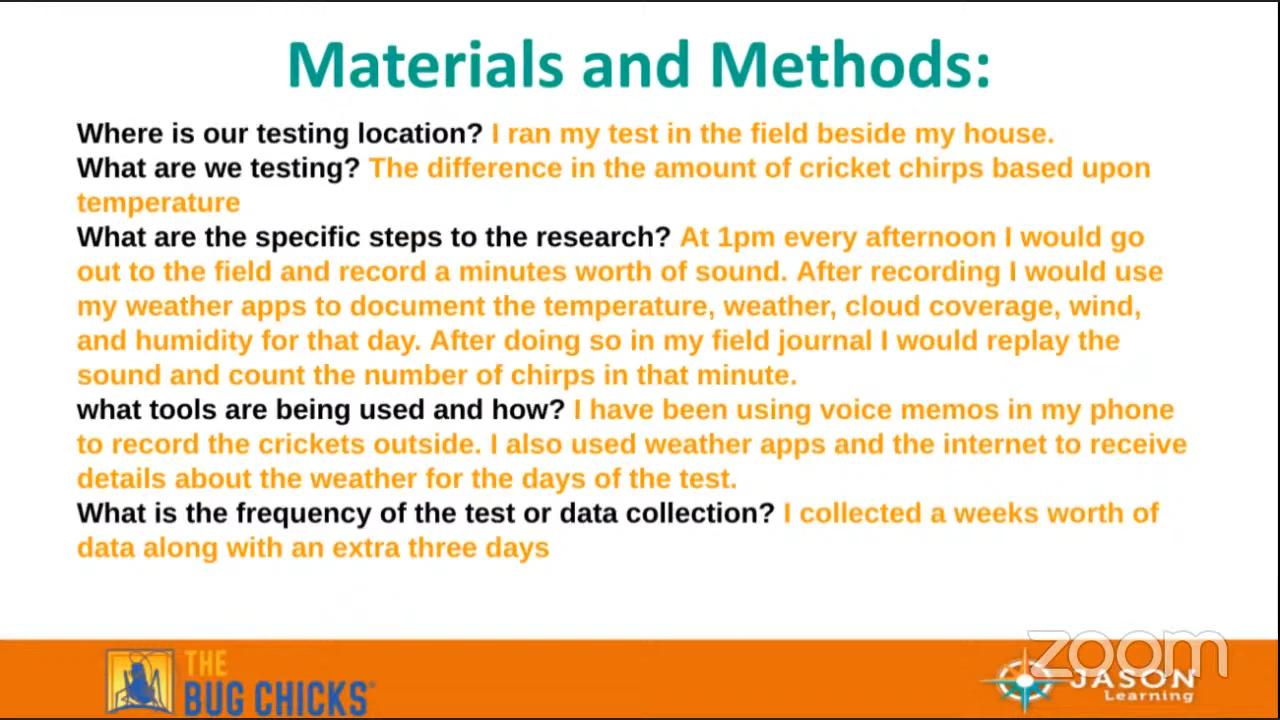 Materials and Methods:
Where is our testing location? I ran my test in the field beside my house.
What are we testing? The difference in the amount of cricket chirps based upon
temperature
What are the specific steps to the research? At 1pm every afternoon I would go
out to the field and record a minutes worth of sound. After recording I would use
my weather apps to document the temperature, weather, cloud coverage, wind,
and humidity for that day. After doing so in my field journal I would replay the
sound and count the number of chirps in that minute.
what tools are being used and how? I have been using voice memos in my phone
to record the crickets outside. I also used weather apps and the internet to receive
details about the weather for the days of the test.
What is the frequency of the test or data collection? I collected a weeks worth of
data along with an extra three days
THE
BUG CHICKS
zoom
JASON
Learning